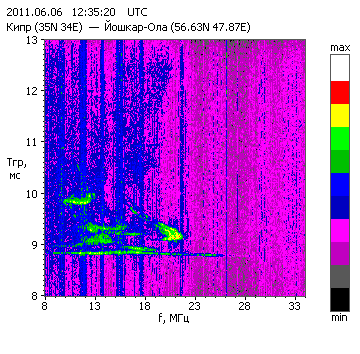 2011.06.06 12:35:20 UTC
Кипр (35N 34E) — Йошкар-Ола (56.63N 47.87E)
max
13
12
11
Тгр,
мс
10
9
8
8 13 18 23 28 33
f, МГц
min